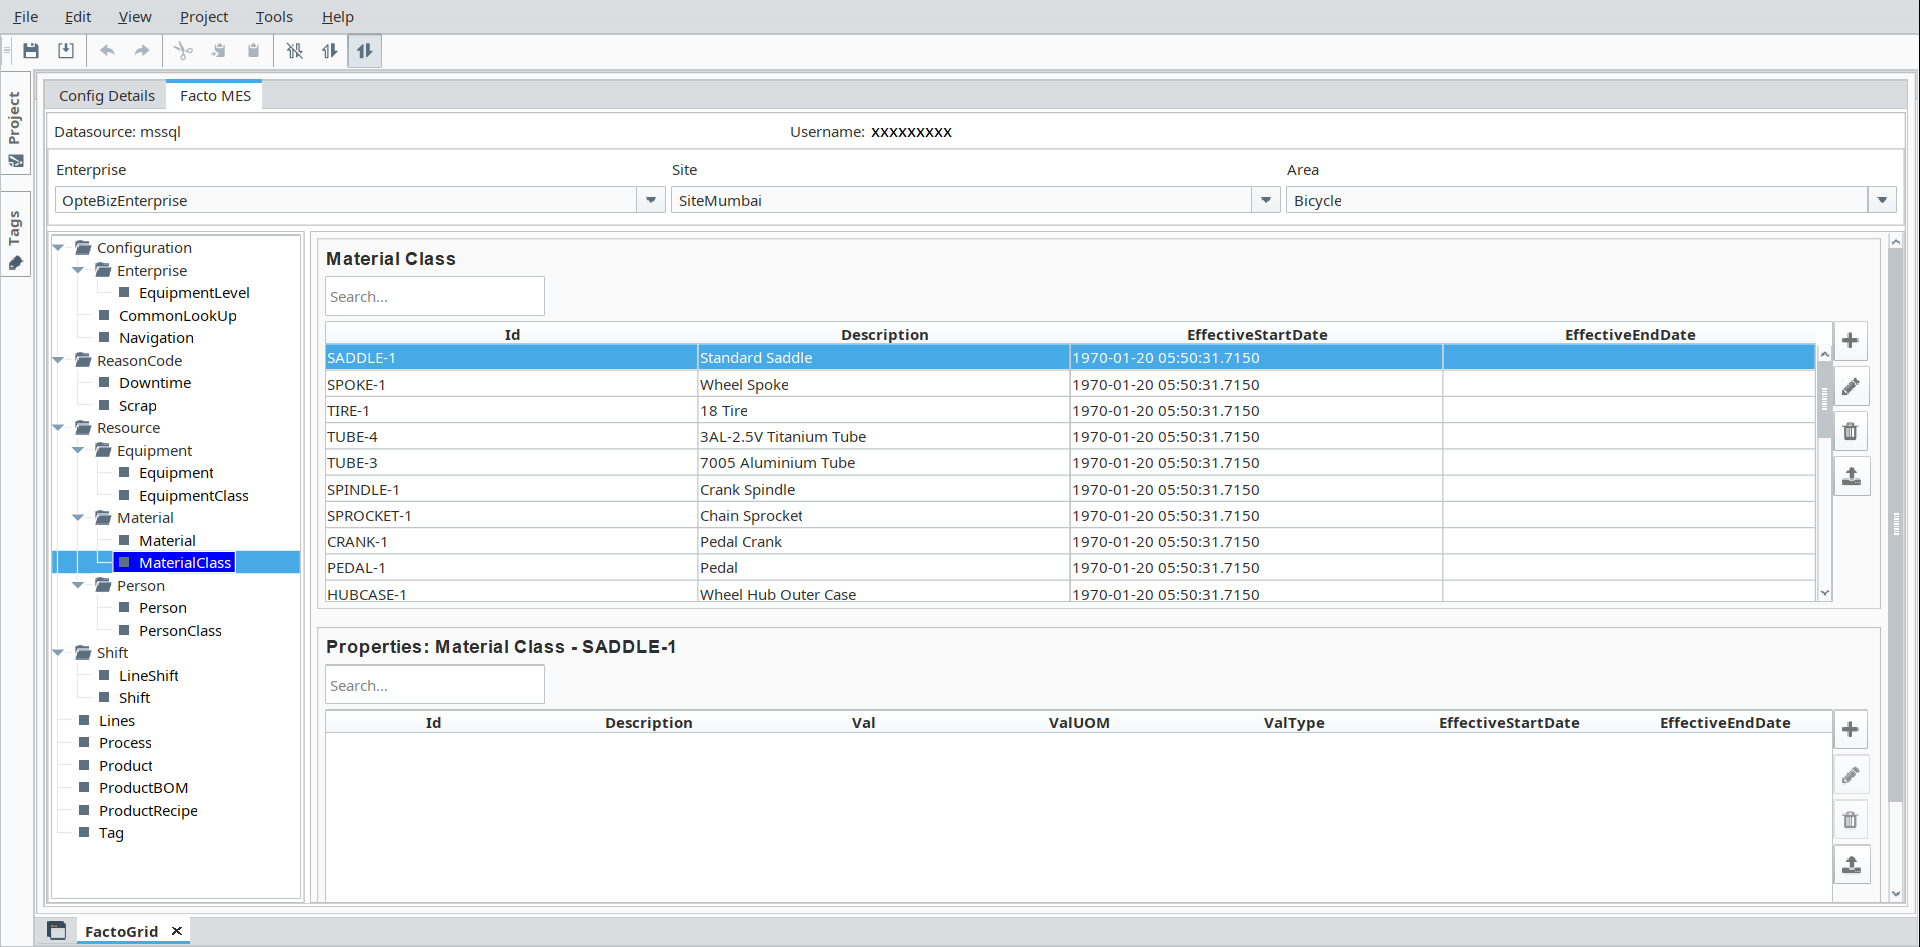 File Edit View Project Tools Help
Project
Tags
Config Details Facto MES
Datasource: mssql Username: xxxxxxxxx
Enterprise Site Area
OpteBizEnterprise SiteMumbai Bicycle
Configuration
Enterprise
EquipmentLevel
CommonLookUp
Navigation
ReasonCode
Downtime
Scrap
Resource
Equipment
Equipment
EquipmentClass
Material
Material
MaterialClass
Person
Person
PersonClass
Shift
LineShift
Shift
Lines
Process
Product
ProductBOM
ProductRecipe
Tag
Material Class
Search...
Id Description EffectiveStartDate EffectiveEndDate
SADDLE-1 Standard Saddle 1970-01-20 05:50:31.7150
SPOKE-1 Wheel Spoke 1970-01-20 05:50:31.7150
TIRE-1 18 Tire 1970-01-20 05:50:31.7150
TUBE-4 3AL-2.5V Titanium Tube 1970-01-20 05:50:31.7150
TUBE-3 7005 Aluminium Tube 1970-01-20 05:50:31.7150
SPINDLE-1 Crank Spindle 1970-01-20 05:50:31.7150
SPROCKET-1 Chain Sprocket 1970-01-20 05:50:31.7150
CRANK-1 Pedal Crank 1970-01-20 05:50:31.7150
PEDAL-1 Pedal 1970-01-20 05:50:31.7150
HUBCASE-1 Wheel Hub Outer Case 1970-01-20 05:50:31.7150
Properties: Material Class - SADDLE-1
Search...
Id Description Val ValUOM ValType EffectiveStartDate EffectiveEndDate
FactoGrid